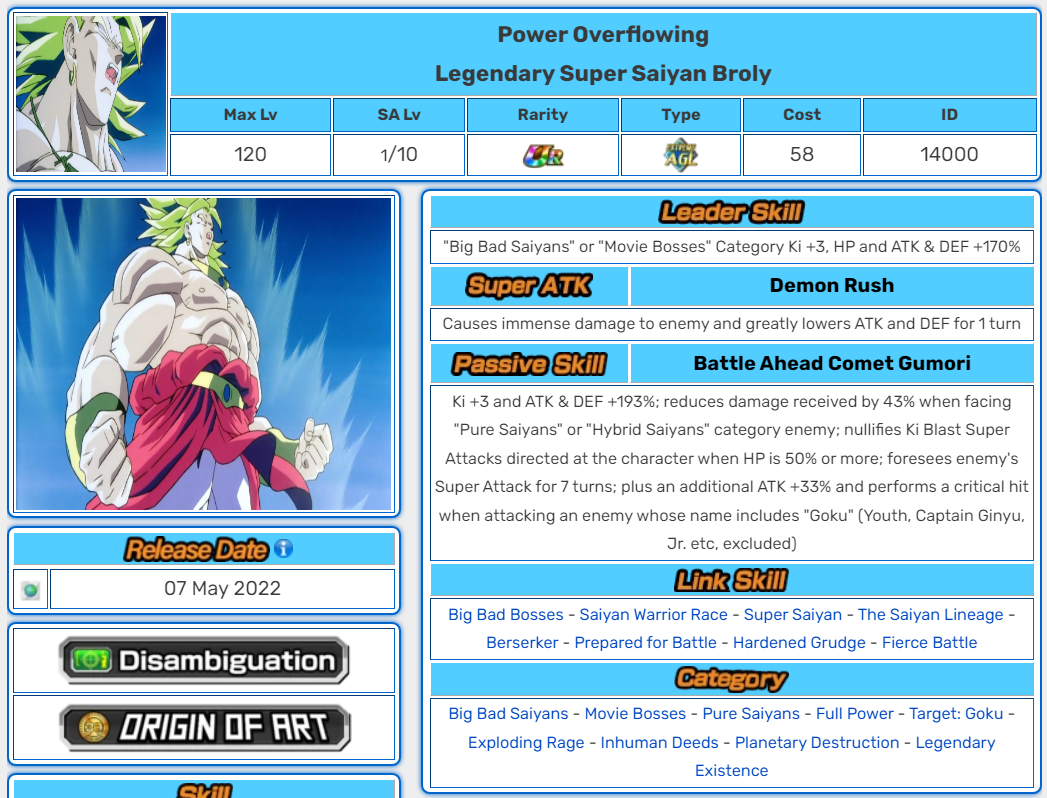 Power Overflowing
Legendary Super Saiyan Broly
Max Lv SA Lv Rarity Type Cost ID
120 1/10 UR SUPER AGL 58 14000
Leader Skill
"Big Bad Saiyans" or "Movie Bosses" Category Ki +3, HP and ATK & DEF +170%
Super ATK Demon Rush
Causes immense damage to enemy and greatly lowers ATK and DEF for 1 turn
Passive Skill Battle Ahead Comet Gumori
Ki +3 and ATK & DEF +193%; reduces damage received by 43% when facing
"Pure Saiyans" or "Hybrid Saiyans" category enemy; nullifies Ki Blast Super
Attacks directed at the character when HP is 50% or more; foresees enemy's
Super Attack for 7 turns; plus an additional ATK +33% and performs a critical hit
when attacking an enemy whose name includes "Goku" (Youth, Captain Ginyu,
Jr. etc, excluded)
Link Skill
Big Bad Bosses - Saiyan Warrior Race - Super Saiyan - The Saiyan Lineage -
Berserker - Prepared for Battle - Hardened Grudge - Fierce Battle
Category
Big Bad Saiyans - Movie Bosses - Pure Saiyans - Full Power - Target: Goku -
Exploding Rage - Inhuman Deeds - Planetary Destruction - Legendary
Existence
Release Date i
07 May 2022
Disambiguation
ORIGIN OF ART
Skill